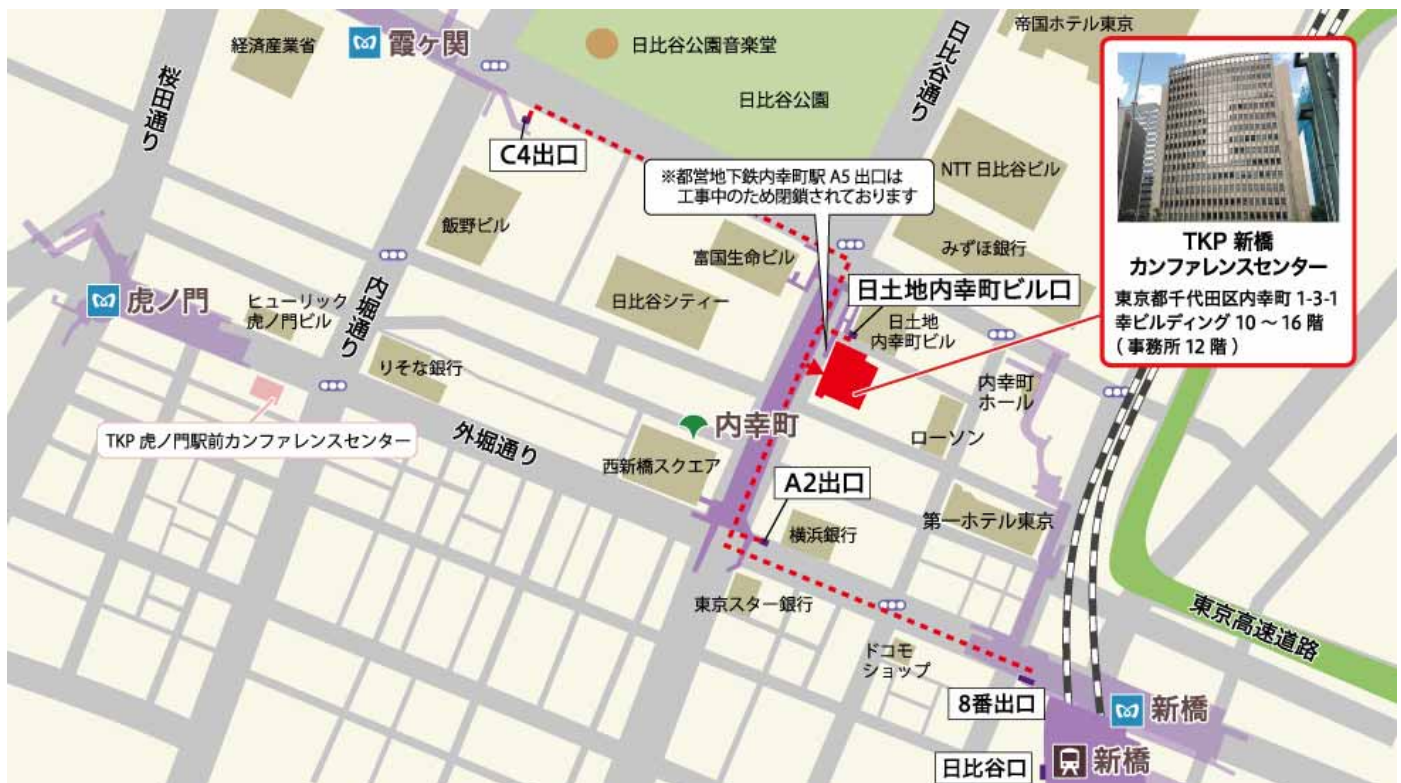 経済産業省
霞ヶ関
日比谷公園音楽堂
日比谷通り
帝国ホテル東京
桜田通り
日比谷公園
C4出口
※都営地下鉄内幸町駅 A5 出口は
工事中のため閉鎖されております
NTT 日比谷ビル
TKP 新橋
カンファレンスセンター
東京都千代田区内幸町 1-3-1
幸ビルディング 10 ～ 16 階
( 事務所 12 階 )
飯野ビル
富国生命ビル
みずほ銀行
内堀通り
虎ノ門
ヒューリック
虎ノ門ビル
日比谷シティー
日土地内幸町ビル口
日土地
内幸町ビル
りそな銀行
内幸町
ホール
TKP 虎ノ門駅前カンファレンスセンター
外堀通り
内幸町
ローソン
西新橋スクエア
A2出口
横浜銀行
第一ホテル東京
東京スター銀行
東京高速道路
ドコモ
ショップ
8番出口
新橋
日比谷口
新橋